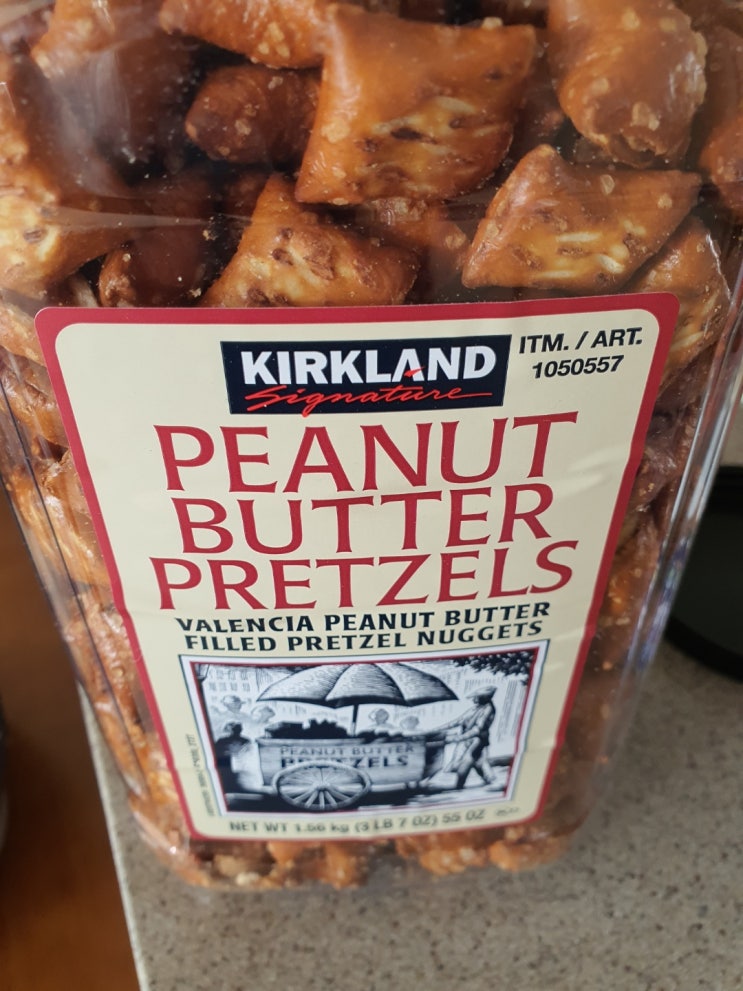 KIRKLAND
Signature
ITM. / ART.
1050557
PEANUT
BUTTER
PRETZELS
VALENCIA PEANUT BUTTER
FILLED PRETZEL NUGGETS
PEANUT BUTTER
PRETZELS
NET WT 1.56 kg (3 LB 7 OZ) 55 OZ